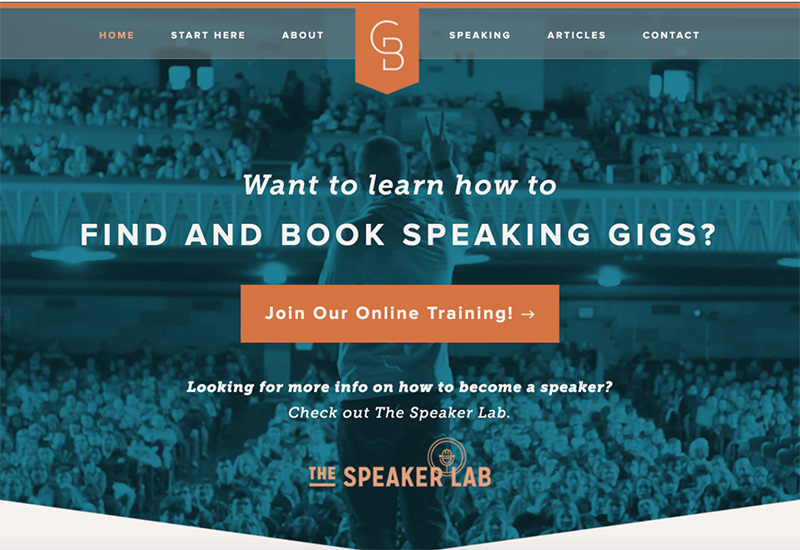 HOME START HERE ABOUT GB SPEAKING ARTICLES CONTACT
Want to learn how to
FIND AND BOOK SPEAKING GIGS?
Join Our Online Training! →
Looking for more info on how to become a speaker?
Check out The Speaker Lab.
THE SPEAKER LAB